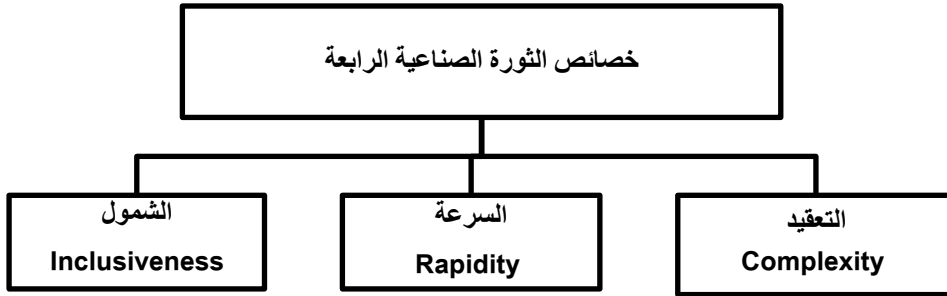 خصائص الثورة الصناعية الرابعة
التعقيد
Complexity
السرعة
Rapidity
الشمول
Inclusiveness